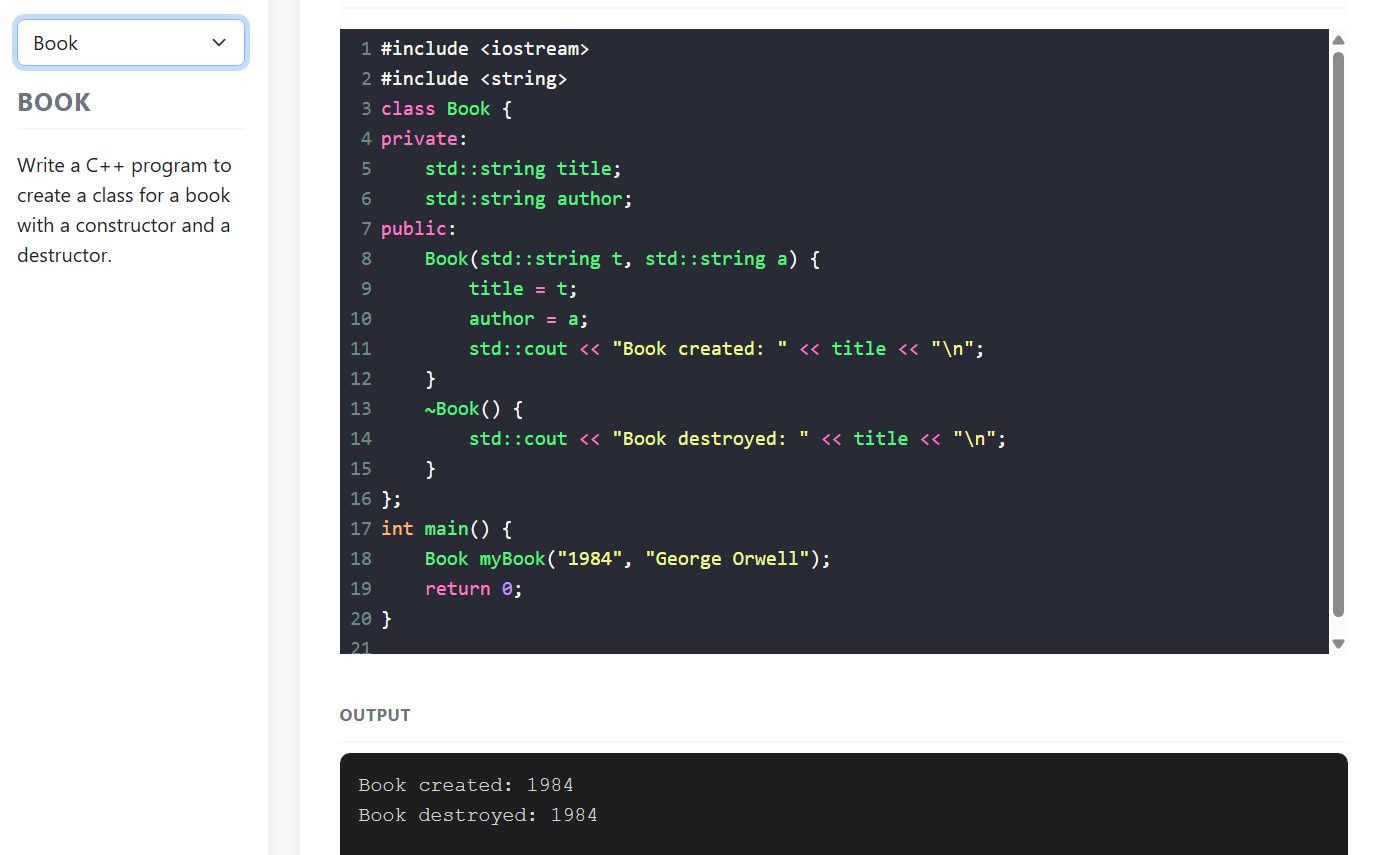 Book
BOOK
Write a C++ program to
create a class for a book
with a constructor and a
destructor.
1 #include <iostream>
2 #include <string>
3 class Book {
4 private:
5     std::string title;
6     std::string author;
7 public:
8     Book(std::string t, std::string a) {
9         title = t;
10         author = a;
11         std::cout << "Book created: " << title << "\n";
12     }
13     ~Book() {
14         std::cout << "Book destroyed: " << title << "\n";
15     }
16 };
17 int main() {
18     Book myBook("1984", "George Orwell");
19     return 0;
20 }
21
OUTPUT
Book created: 1984
Book destroyed: 1984